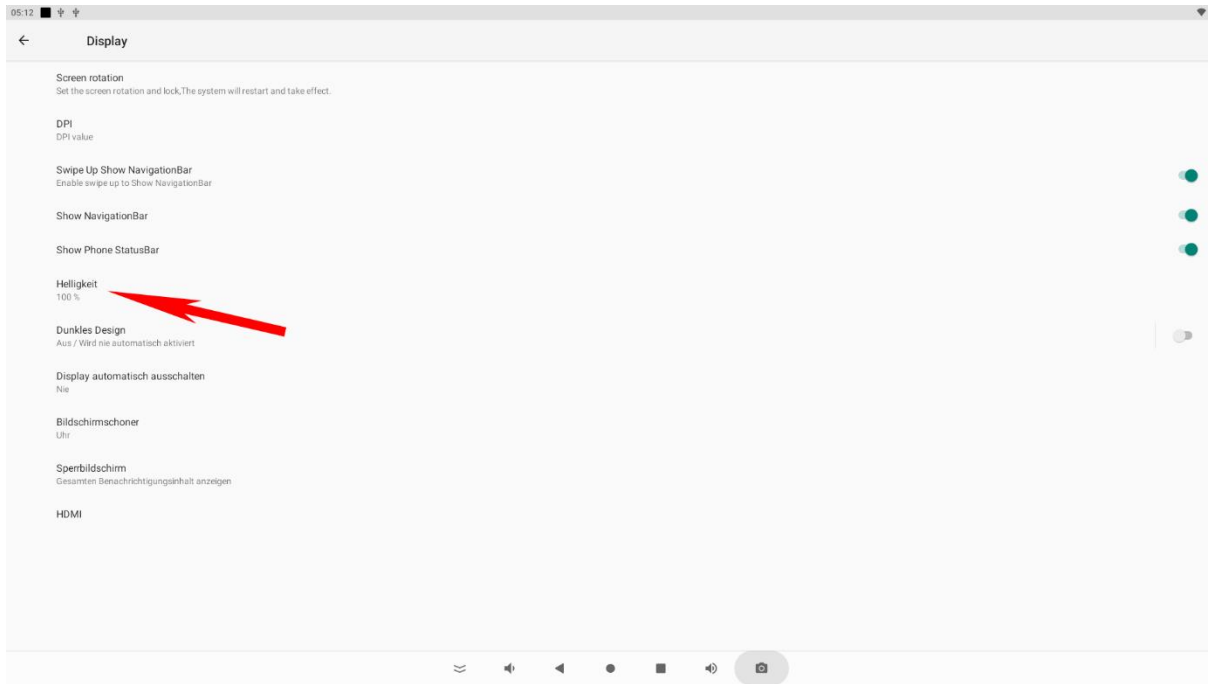 05:12
Display
Screen rotation
Set the screen rotation and lock,The system will restart and take effect.
DPI
DPI value
Swipe Up Show NavigationBar
Enable swipe up to Show NavigationBar
Show NavigationBar
Show Phone StatusBar
Helligkeit
100 %
Dunkles Design
Aus / Wird nie automatisch aktiviert
Display automatisch ausschalten
Nie
Bildschirmschoner
Uhr
Sperrbildschirm
Gesamten Benachrichtigungsinhalt anzeigen
HDMI